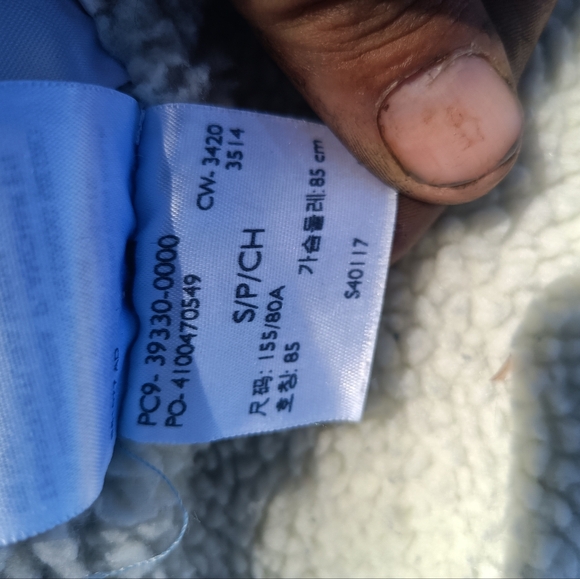 PC9- 39330-0000
PO-4100470549
CW- 3420
3514
S/P/CH
尺码: 155/80A
호칭: 85
가슴둘레: 85 cm
S40117